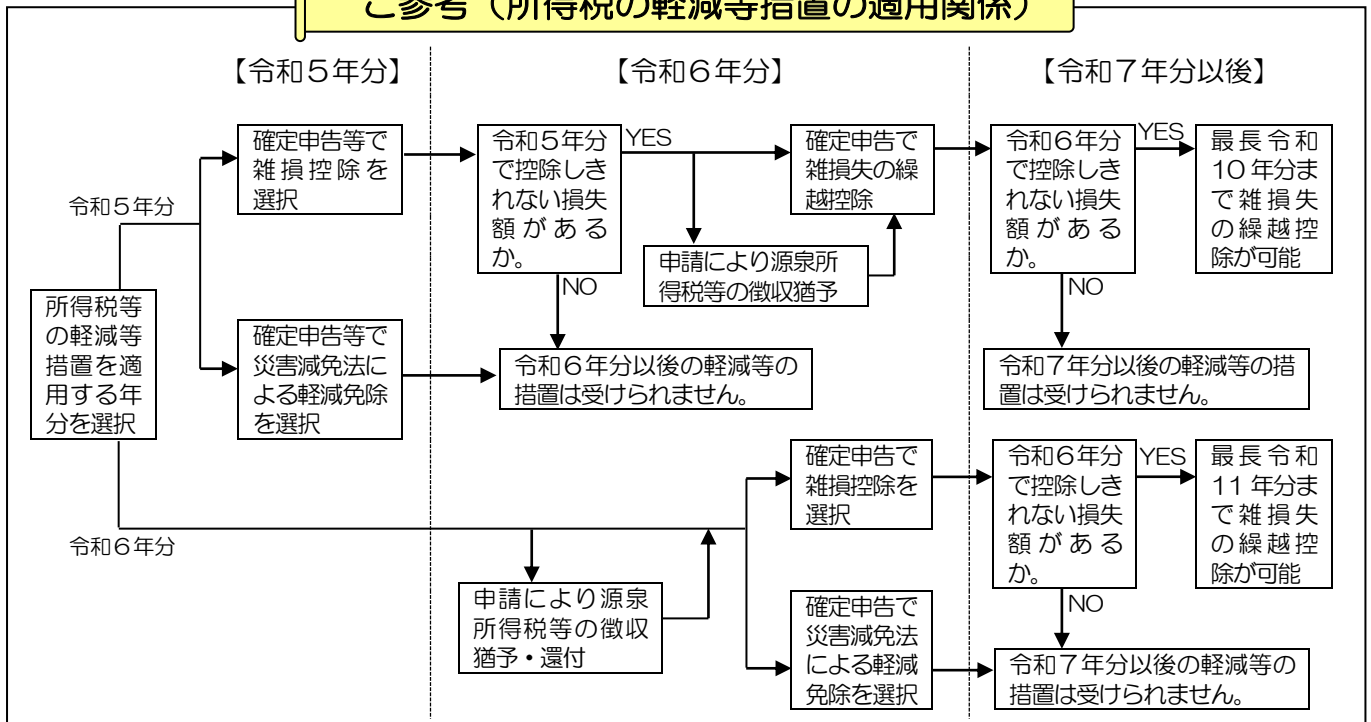 ご参考（所得税の軽減等措置の適用関係）
【令和５年分】
【令和６年分】
【令和７年分以後】
所得税等
の軽減等
措置を適
用する年
分を選択
令和５年分
確定申告等で
雑損控除を
選択
令和５年分
で控除しき
れない損失
額がある
か。
YES
確定申告で
雑損失の繰
越控除
申請により源泉所
得税等の徴収猶予
令和６年分
で控除しき
れない損失
額がある
か。
YES
最長令和
10年分ま
で雑損失
の繰越控
除が可能
NO
NO
確定申告等で
災害減免法に
よる軽減免除
を選択
令和６年分以後の軽減等の
措置は受けられません。
令和７年分以後の軽減等の措
置は受けられません。
令和６年分
申請により源泉
所得税等の徴収
猶予・還付
確定申告で
雑損控除を
選択
令和６年分
で控除しき
れない損失
額がある
か。
YES
最長令和
11年分ま
で雑損失
の繰越控
除が可能
NO
確定申告で
災害減免法
による軽減
免除を選択
令和７年分以後の軽減等の
措置は受けられません。